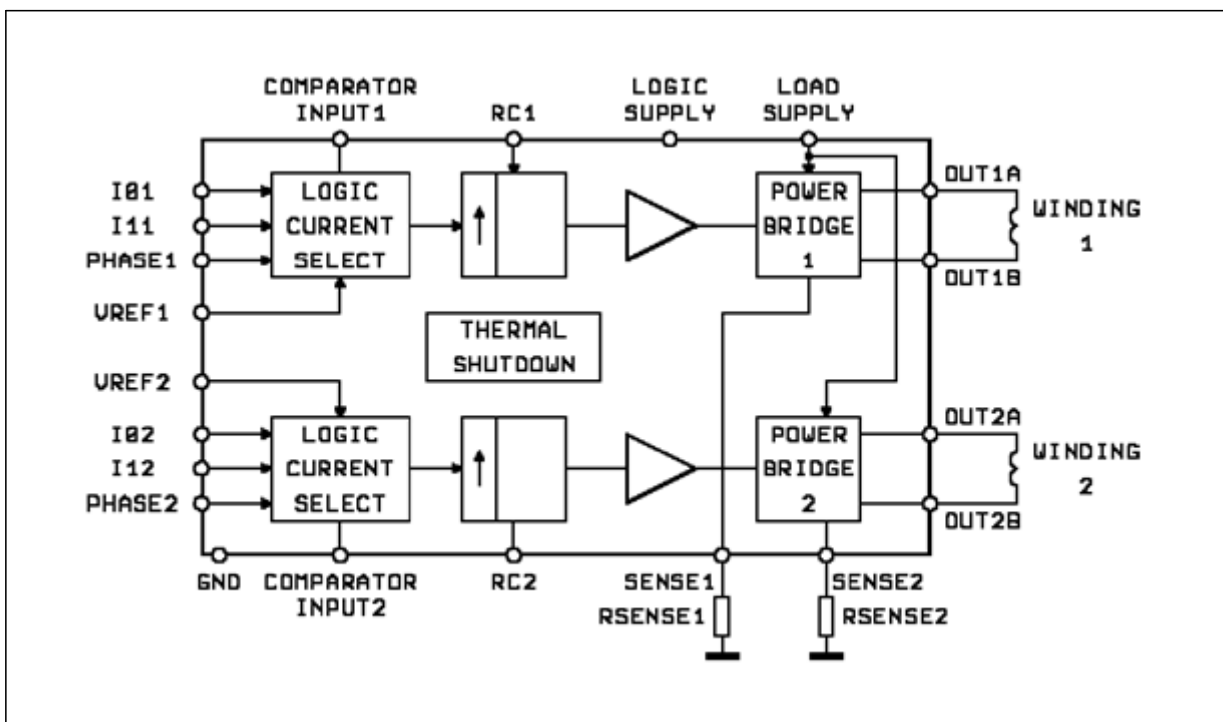 COMPARATOR
INPUT1
RC1
LOGIC
SUPPLY
LOAD
SUPPLY
I01
I11
PHASE1
VREF1
LOGIC
CURRENT
SELECT
POWER
BRIDGE
1
OUT1A
WINDING
1
OUT1B
THERMAL
SHUTDOWN
VREF2
I02
I12
PHASE2
LOGIC
CURRENT
SELECT
POWER
BRIDGE
2
OUT2A
WINDING
2
OUT2B
GND
COMPARATOR
INPUT2
RC2
SENSE1
RSENSE1
SENSE2
RSENSE2